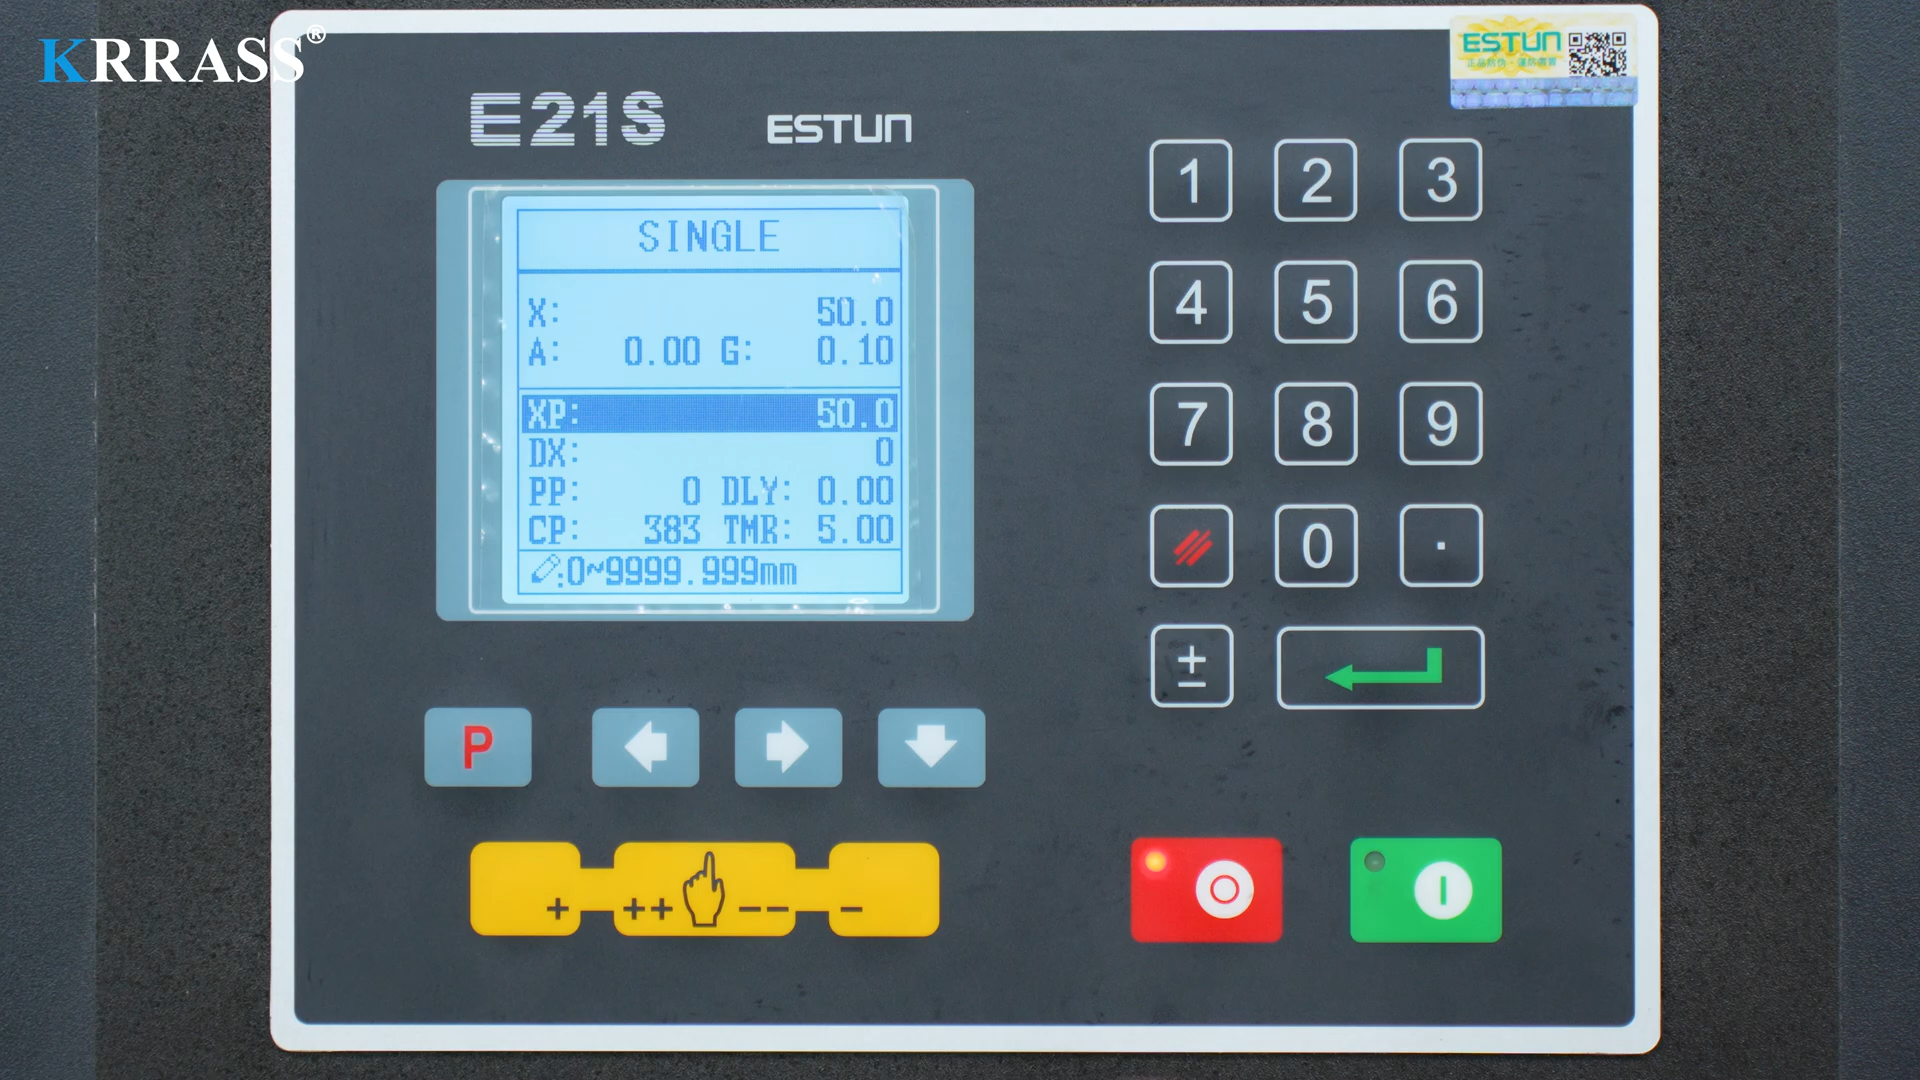 KRRASS®
E21S ESTUN
ESTUN
SINGLE
X: 50.0
A: 0.00 G: 0.10
XP: 50.0
DX: 0
PP: 0 DLY: 0.00
CP: 383 TMR: 5.00
:0~9999.999mm
1 2 3
4 5 6
7 8 9
0 .
±
P
+ ++ -- -